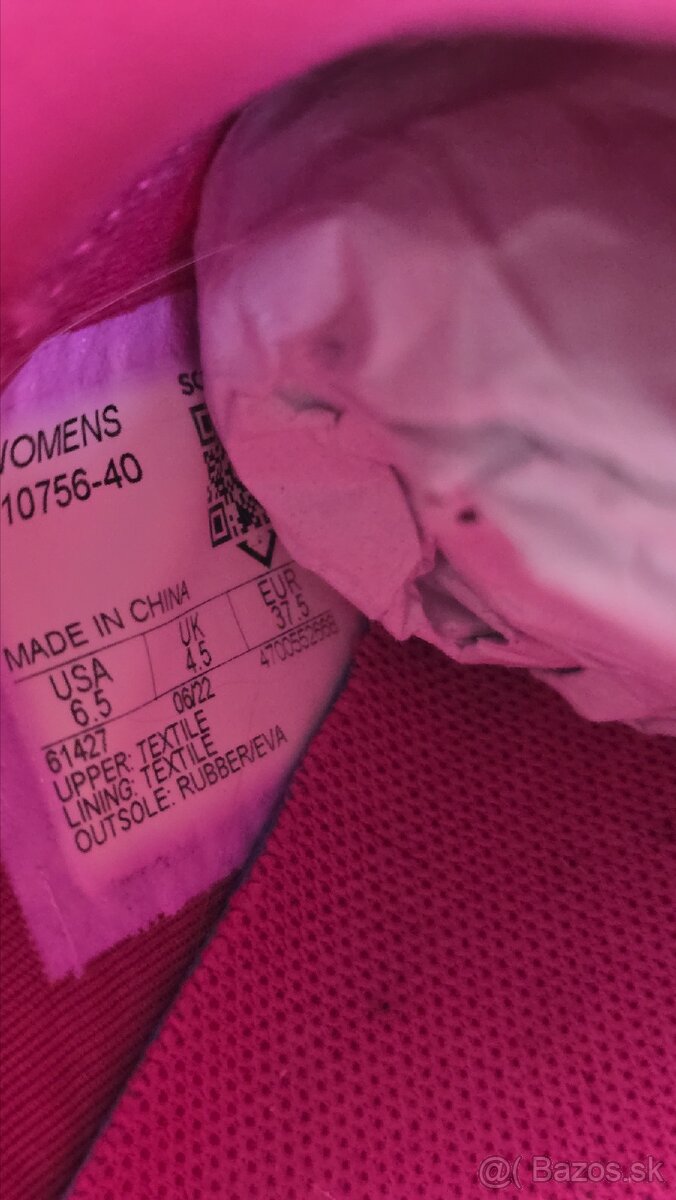 WOMENS
10756-40
MADE IN CHINA
USA UK EUR
6.5 4.5 37.5
61427 06/22
UPPER: TEXTILE
LINING: TEXTILE
OUTSOLE: RUBBER/EVA
@( Bazos.sk